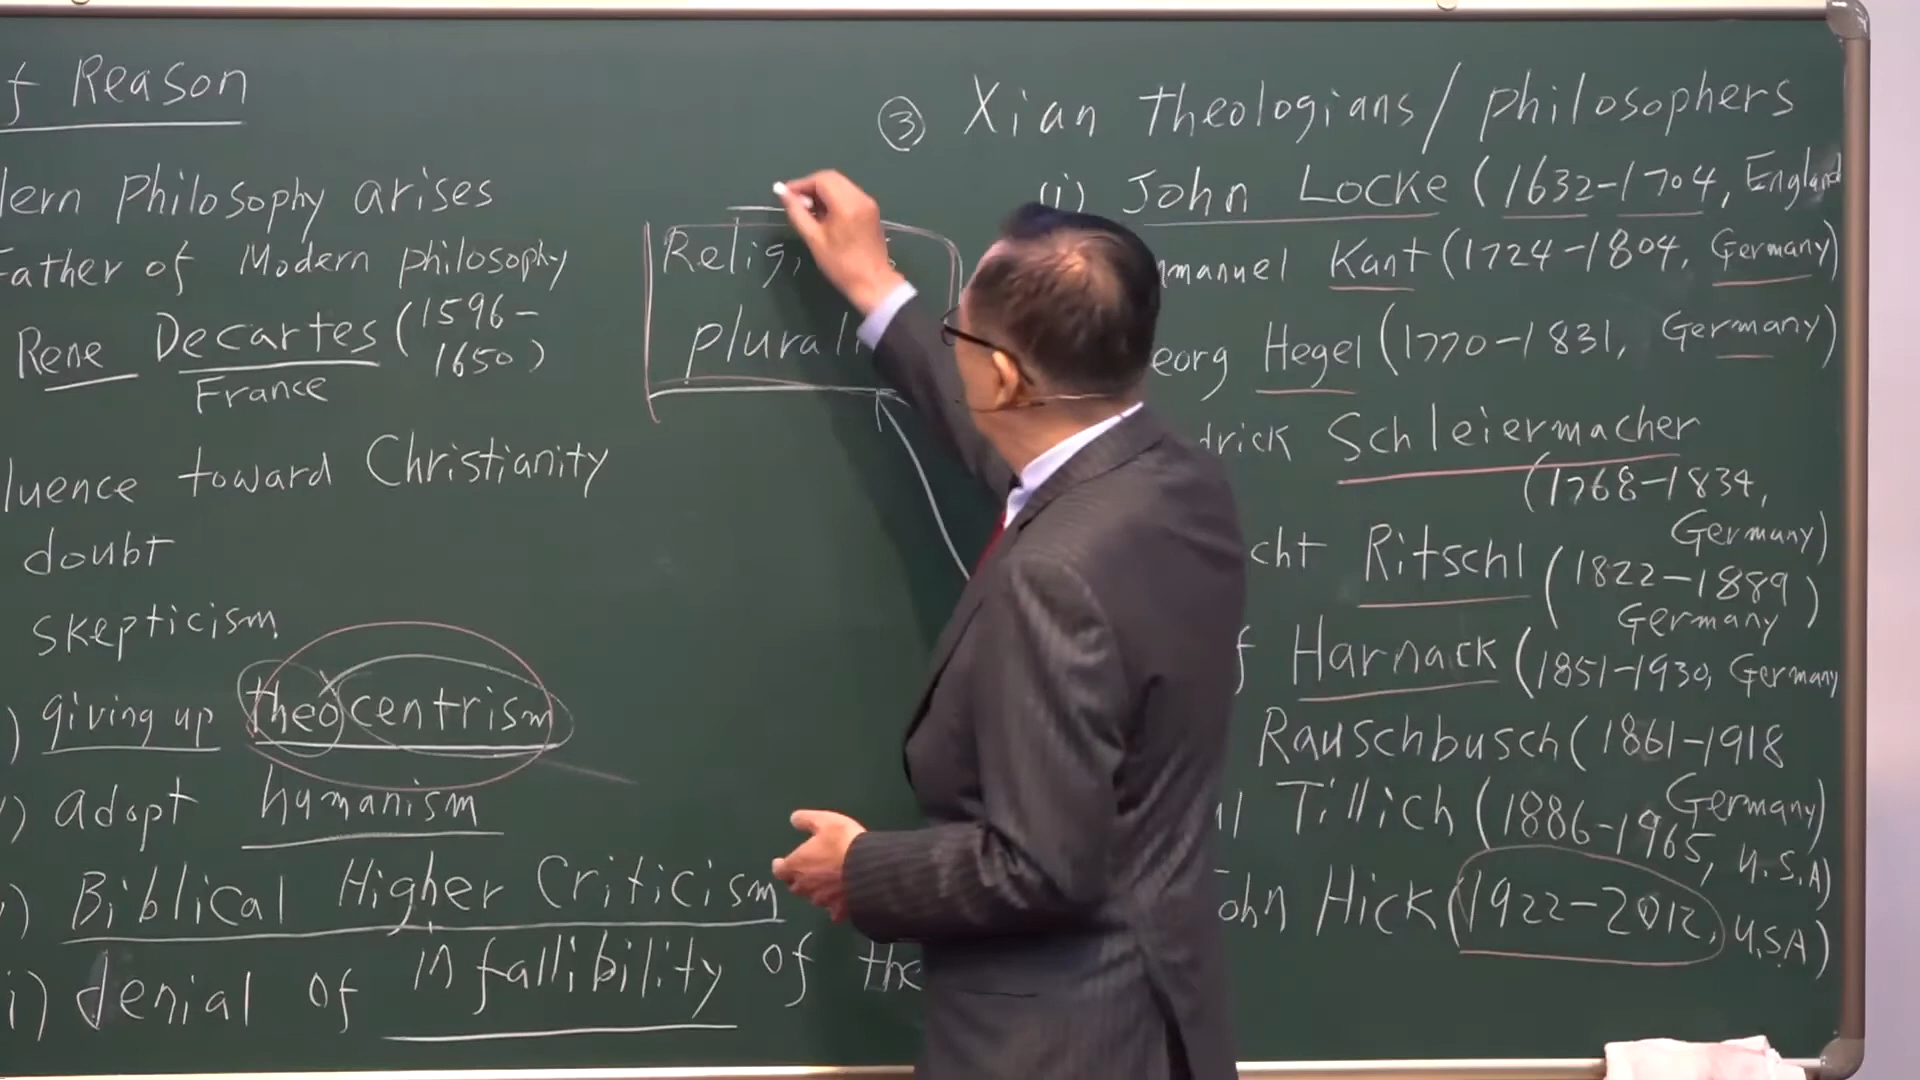 f Reason
dern philosophy arises
Father of Modern philosophy
Rene Decartes (1596-
1650)
France
luence toward Christianity
doubt
skepticism
) giving up theocentrism
) adopt humanism
) Biblical Higher Criticism
i) denial of infallibility of the
Relig
plurali
③ Xian theologians/philosophers
(i) John Locke (1632-1704, England
mmanuel Kant (1724-1804, Germany)
eorg Hegel (1770-1831, Germany)
drick Schleiermacher
(1768-1834,
Germany)
cht Ritschl (1822-1889)
Germany
f Harnack (1851-1930, Germany
Rauschbusch (1861-1918
Germany)
l Tillich (1886-1965, U.S.A)
ohn Hick (1922-2012, U.S.A)